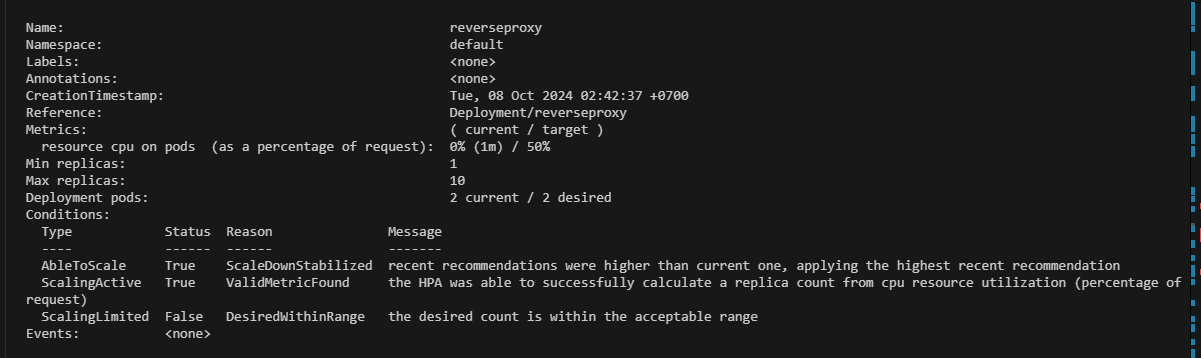 Name: reverseproxy
Namespace: default
Labels: <none>
Annotations: <none>
CreationTimestamp: Tue, 08 Oct 2024 02:42:37 +0700
Reference: Deployment/reverseproxy
Metrics: ( current / target )
resource cpu on pods (as a percentage of request): 0% (1m) / 50%
Min replicas: 1
Max replicas: 10
Deployment pods: 2 current / 2 desired
Conditions:
Type Status Reason Message
---- ------ ------ -------
AbleToScale True ScaleDownStabilized recent recommendations were higher than current one, applying the highest recent recommendation
ScalingActive True ValidMetricFound the HPA was able to successfully calculate a replica count from cpu resource utilization (percentage of
request)
ScalingLimited False DesiredWithinRange the desired count is within the acceptable range
Events: <none>